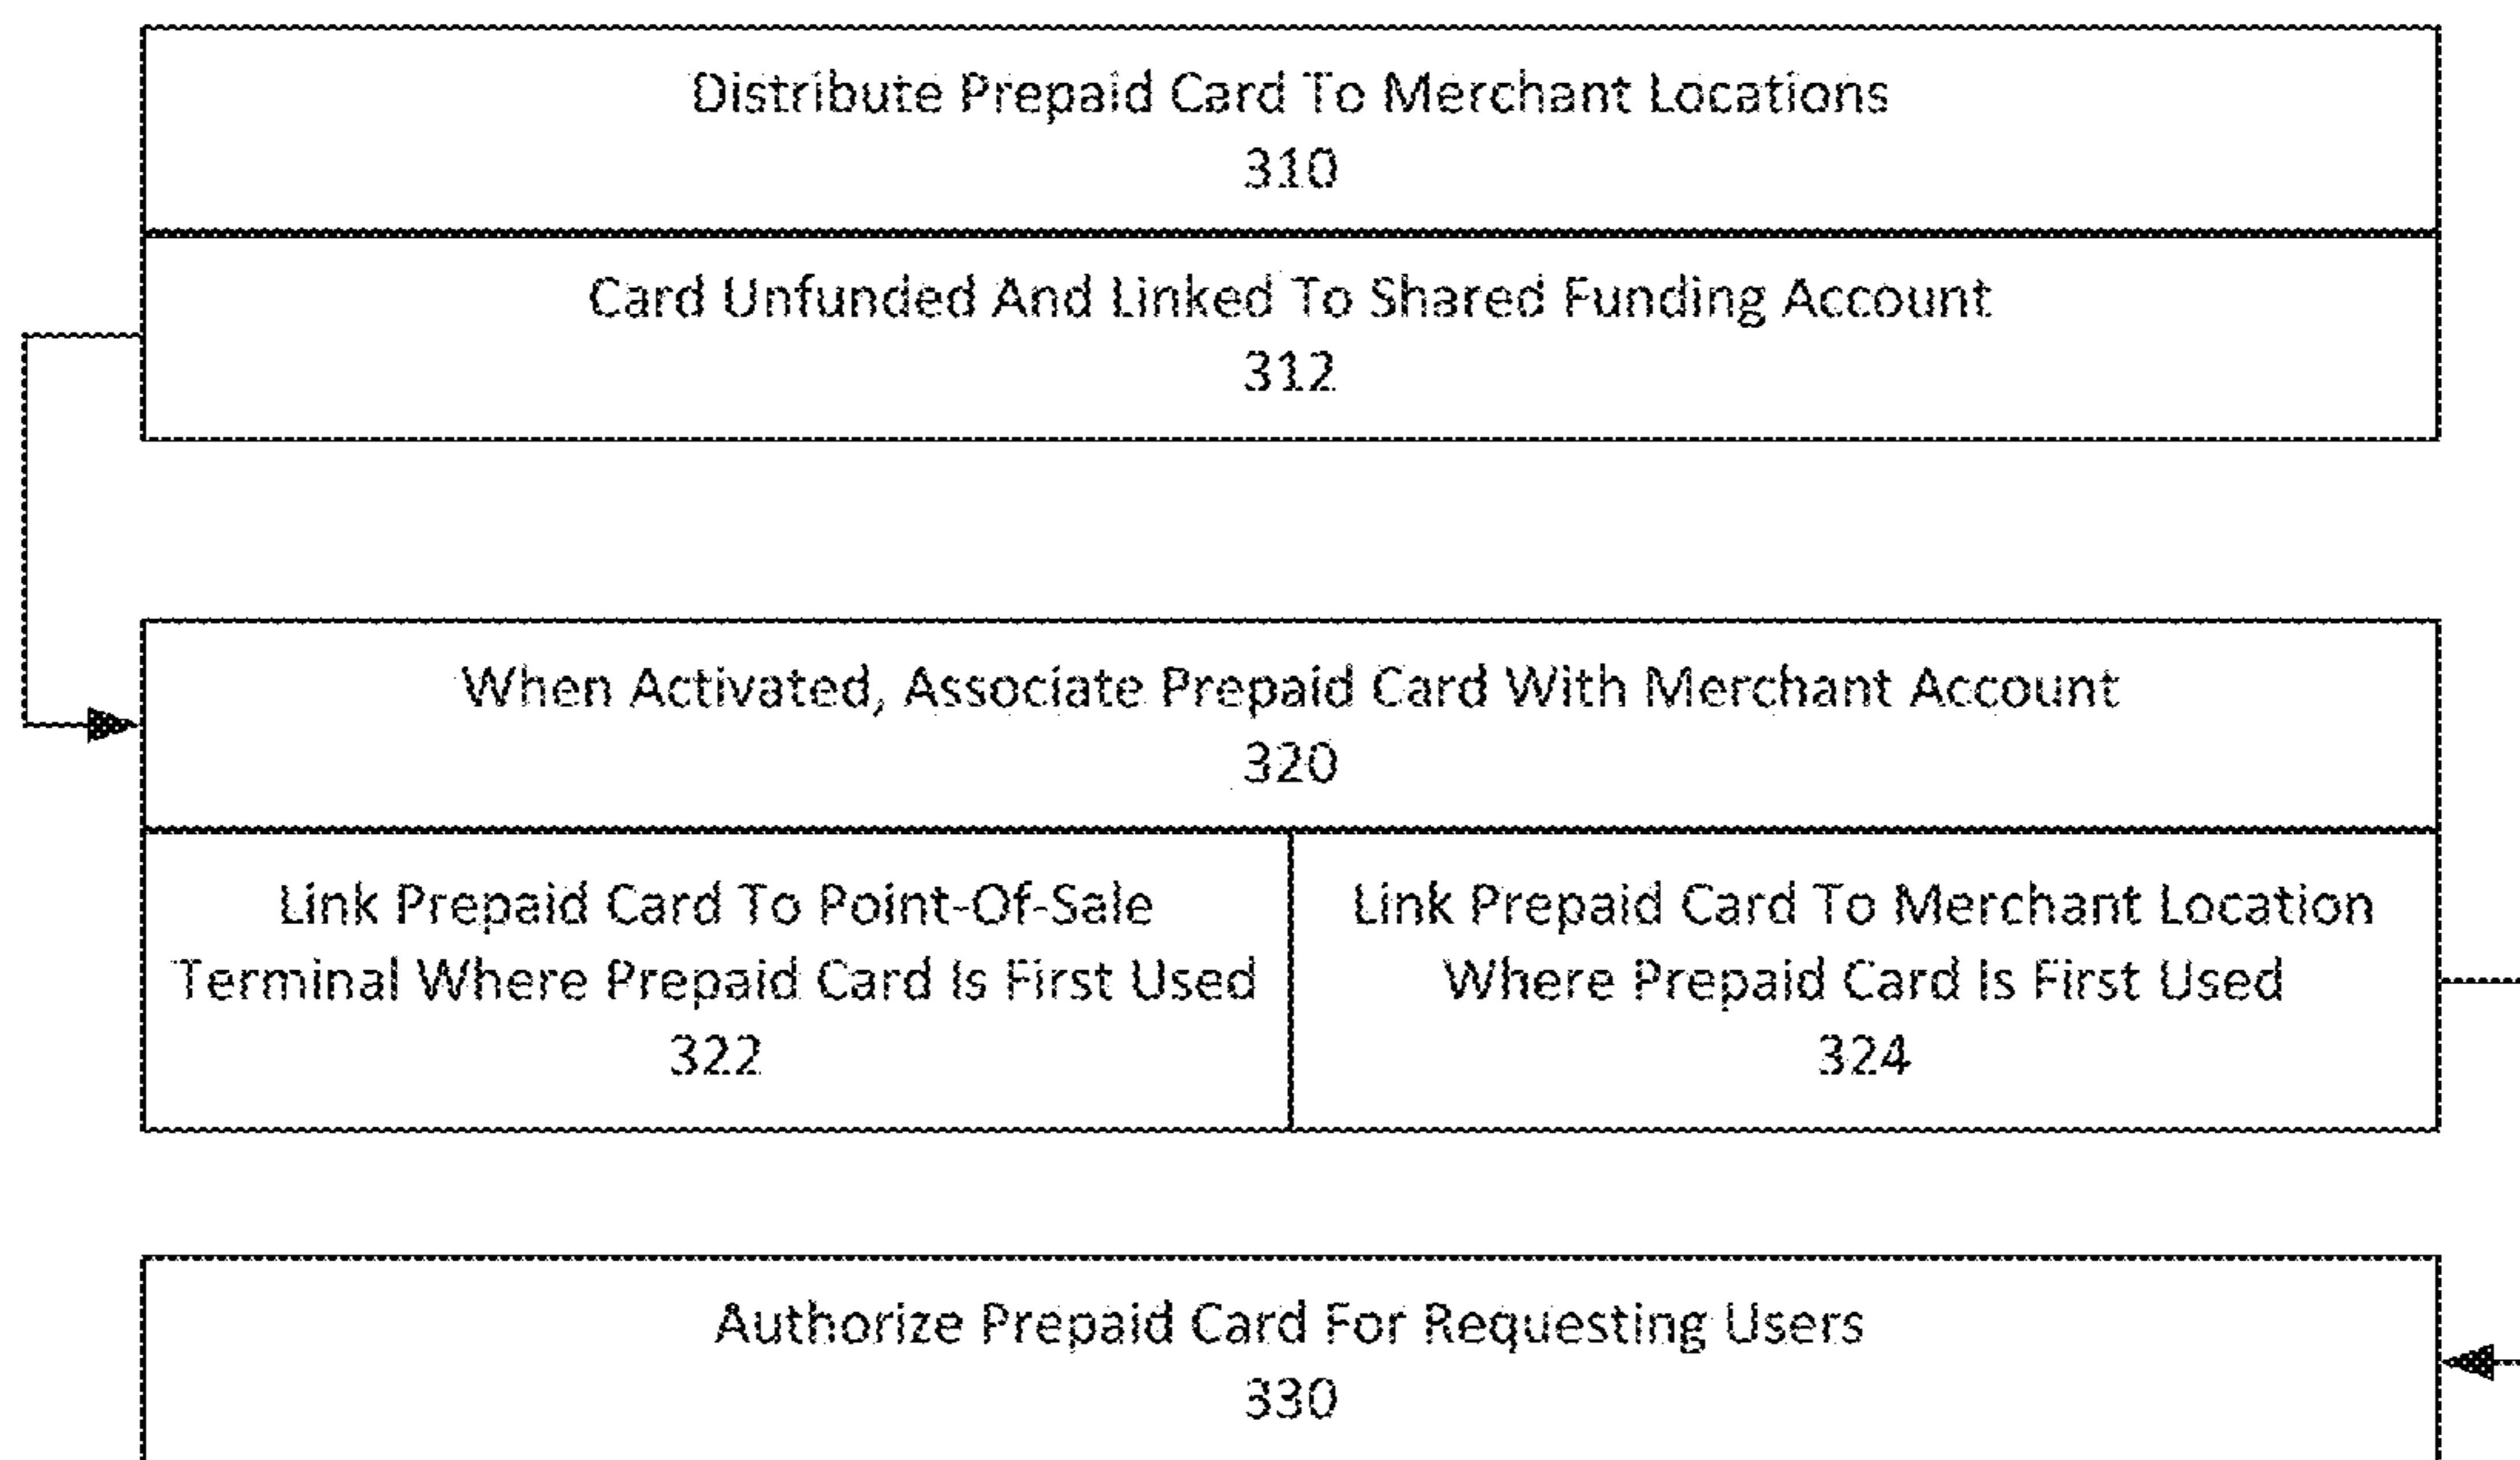 Distribute Prepaid Card To Merchant Locations
310
Card Unfunded And Linked To Shared Funding Account
312
When Activated, Associate Prepaid Card With Merchant Account
320
Link Prepaid Card To Point-Of-Sale
Terminal Where Prepaid Card Is First Used
322
Link Prepaid Card To Merchant Location
Where Prepaid Card Is First Used
324
Authorize Prepaid Card For Requesting Users
330